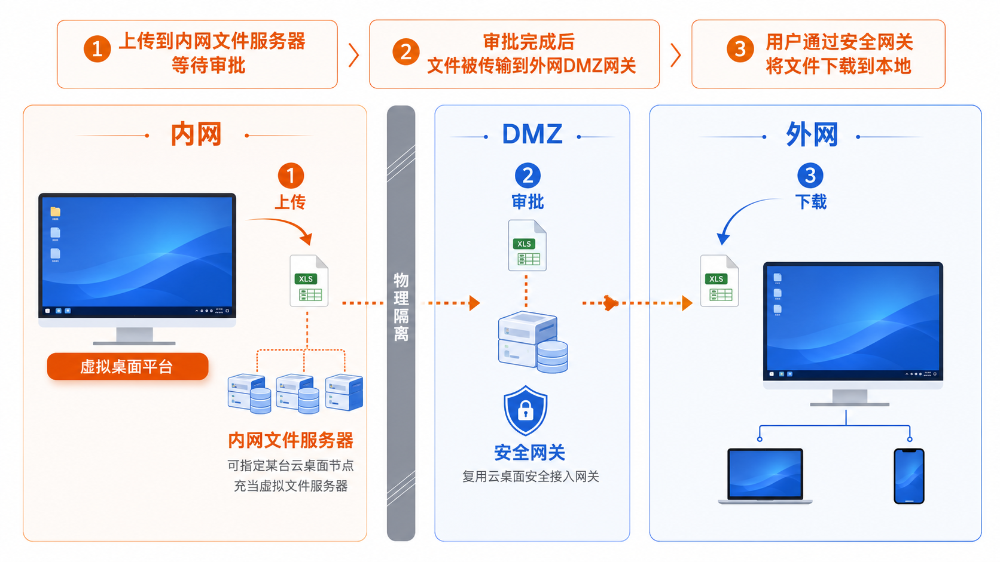 1
上传到内网文件服务器
等待审批
2
审批完成后
文件被传输到外网DMZ网关
3
用户通过安全网关
将文件下载到本地
内网
1
上传
XLS
虚拟桌面平台
内网文件服务器
可指定某台云桌面节点
充当虚拟文件服务器
物理隔离
DMZ
2
审批
XLS
安全网关
复用云桌面安全接入网关
外网
3
下载
XLS